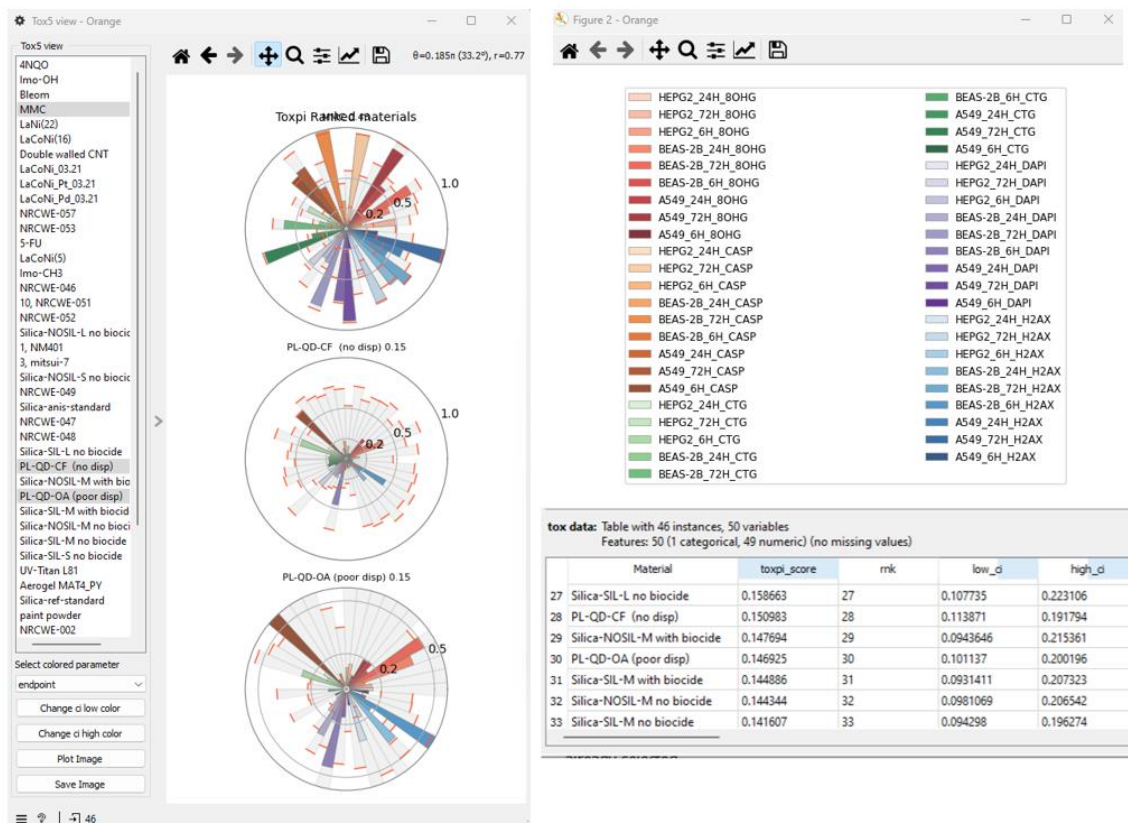 Tox5 view - Orange
Tox5 view
4NQO
Imo-OH
Bleom
MMC
LaNi(22)
LaCoNi(16)
Double walled CNT
LaCoNi_03.21
LaCoNi_Pt_03.21
LaCoNi_Pd_03.21
NRCWE-057
NRCWE-053
5-FU
LaCoNi(5)
Imo-CH3
NRCWE-046
10, NRCWE-051
NRCWE-052
Silica-NOSIL-L no biocid
1, NM401
3, mitsui-7
Silica-NOSIL-S no biocid
NRCWE-049
Silica-anis-standard
NRCWE-047
NRCWE-048
Silica-SIL-L no biocide
PL-QD-CF (no disp)
Silica-NOSIL-M with bio
PL-QD-OA (poor disp)
Silica-SIL-M with biocid
Silica-NOSIL-M no bioci
Silica-SIL-M no biocide
Silica-SIL-S no biocide
UV-Titan L81
Aerogel MAT4_PY
Silica-ref-standard
paint powder
NRCWE-002
Select colored parameter
endpoint
Change ci low color
Change ci high color
Plot Image
Save Image
46
θ=0.185π (33.2°), r=0.77
Toxpi Ranked materials
1.0
0.5
0.2
PL-QD-CF (no disp) 0.15
1.0
0.5
0.2
PL-QD-OA (poor disp) 0.15
0.5
0.2
Figure 2 - Orange
HEPG2_24H_8OHG
HEPG2_72H_8OHG
HEPG2_6H_8OHG
BEAS-2B_24H_8OHG
BEAS-2B_72H_8OHG
BEAS-2B_6H_8OHG
A549_24H_8OHG
A549_72H_8OHG
A549_6H_8OHG
HEPG2_24H_CASP
HEPG2_72H_CASP
HEPG2_6H_CASP
BEAS-2B_24H_CASP
BEAS-2B_72H_CASP
BEAS-2B_6H_CASP
A549_24H_CASP
A549_72H_CASP
A549_6H_CASP
HEPG2_24H_CTG
HEPG2_72H_CTG
HEPG2_6H_CTG
BEAS-2B_24H_CTG
BEAS-2B_72H_CTG
BEAS-2B_6H_CTG
A549_24H_CTG
A549_72H_CTG
A549_6H_CTG
HEPG2_24H_DAPI
HEPG2_72H_DAPI
HEPG2_6H_DAPI
BEAS-2B_24H_DAPI
BEAS-2B_72H_DAPI
BEAS-2B_6H_DAPI
A549_24H_DAPI
A549_72H_DAPI
A549_6H_DAPI
HEPG2_24H_H2AX
HEPG2_72H_H2AX
HEPG2_6H_H2AX
BEAS-2B_24H_H2AX
BEAS-2B_72H_H2AX
BEAS-2B_6H_H2AX
A549_24H_H2AX
A549_72H_H2AX
A549_6H_H2AX
tox data: Table with 46 instances, 50 variables
Features: 50 (1 categorical, 49 numeric) (no missing values)
Material toxpi_score rnk low_ci high_ci
27 Silica-SIL-L no biocide 0.158663 27 0.107735 0.223106
28 PL-QD-CF (no disp) 0.150983 28 0.113871 0.191794
29 Silica-NOSIL-M with biocide 0.147694 29 0.0943646 0.215361
30 PL-QD-OA (poor disp) 0.146925 30 0.101137 0.200196
31 Silica-SIL-M with biocide 0.144886 31 0.0931411 0.207323
32 Silica-NOSIL-M no biocide 0.144344 32 0.0981069 0.206542
33 Silica-SIL-M no biocide 0.141607 33 0.094298 0.196274